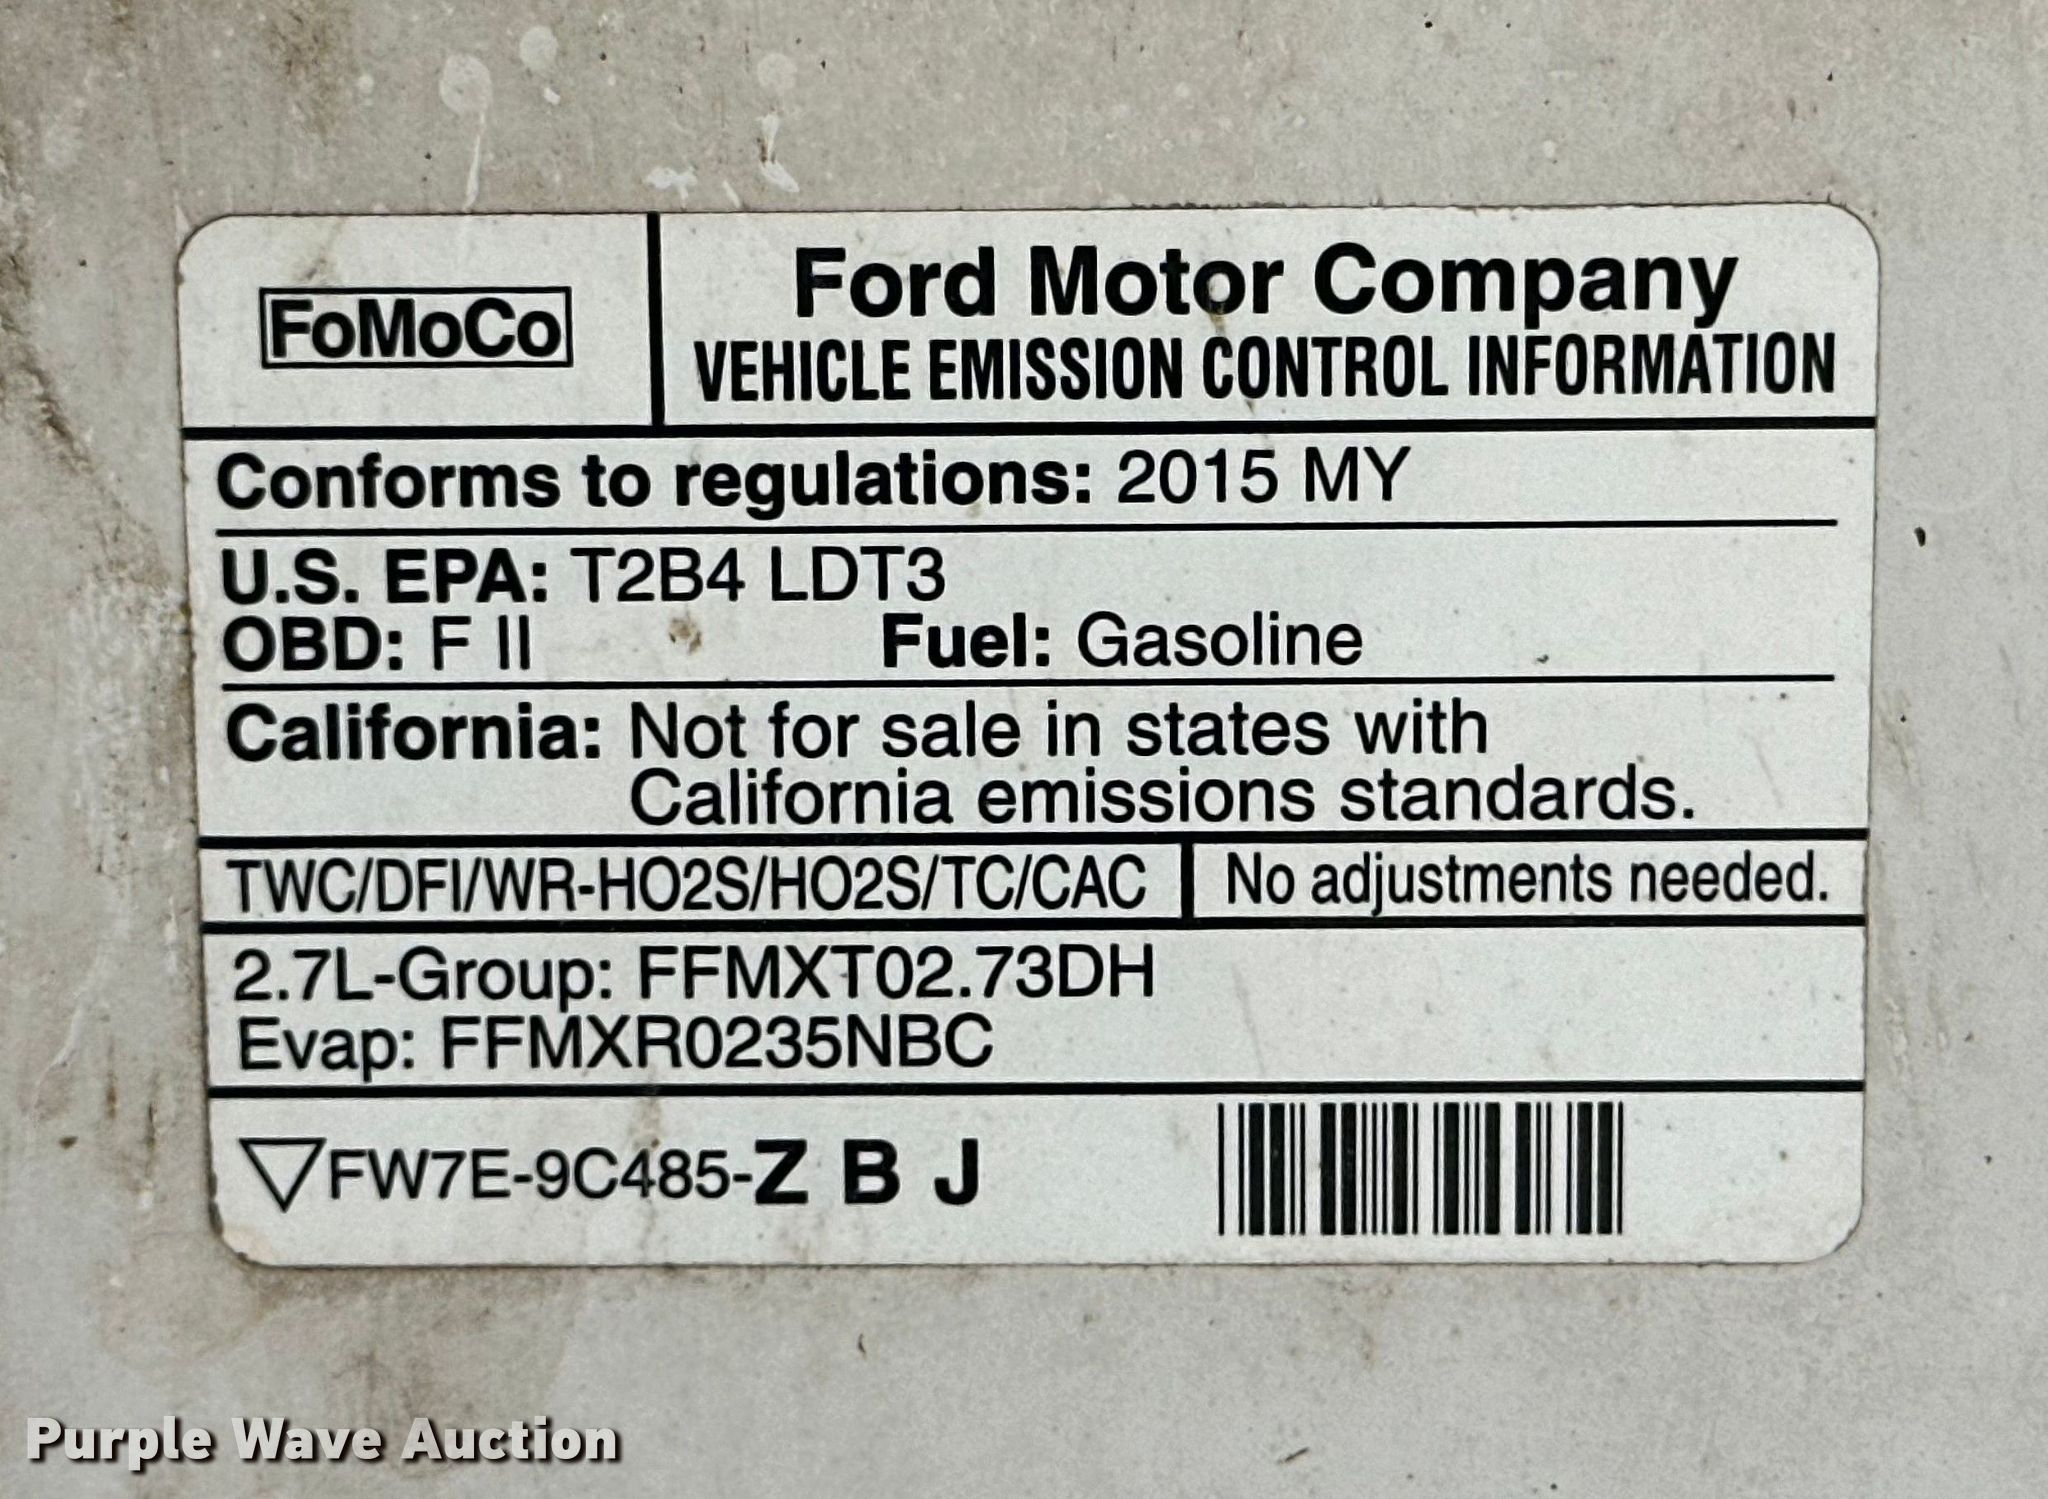 FoMoCo
Ford Motor Company
VEHICLE EMISSION CONTROL INFORMATION
Conforms to regulations: 2015 MY
U.S. EPA: T2B4 LDT3
OBD: F II Fuel: Gasoline
California: Not for sale in states with
California emissions standards.
TWC/DFI/WR-HO2S/HO2S/TC/CAC No adjustments needed.
2.7L-Group: FFMXT02.73DH
Evap: FFMXR0235NBC
▽FW7E-9C485-Z B J
Purple Wave Auction